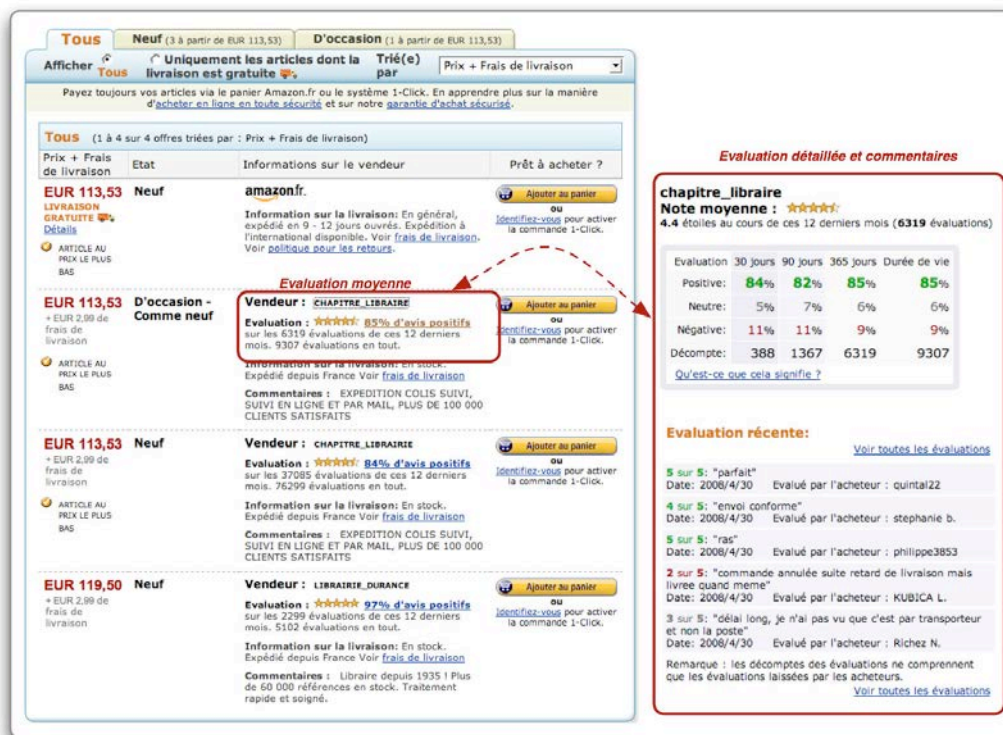 Tous
Neuf (3 à partir de EUR 113,53)
D'occasion (1 à partir de EUR 113,53)
Afficher
Tous
Uniquement les articles dont la
livraison est gratuite
Trié(e)
par
Prix + Frais de livraison
Payez toujours vos articles via le panier Amazon.fr ou le système 1-Click. En apprendre plus sur la manière
d'acheter en ligne en toute sécurité et sur notre garantie d'achat sécurisé.
Tous (1 à 4 sur 4 offres triées par : Prix + Frais de livraison)
Prix + Frais
de livraison
Etat
Informations sur le vendeur
Prêt à acheter ?
EUR 113,53
LIVRAISON
GRATUITE
Détails
ARTICLE AU
PRIX LE PLUS
BAS
Neuf
amazon.fr.
Information sur la livraison: En général,
expédié en 9 - 12 jours ouvrés. Expédition à
l'international disponible. Voir frais de livraison.
Voir politique pour les retours.
Ajouter au panier
ou
Identifiez-vous pour activer
la commande 1-Click.
Evaluation moyenne
EUR 113,53
+ EUR 2,99 de
frais de
livraison
ARTICLE AU
PRIX LE PLUS
BAS
D'occasion -
Comme neuf
Vendeur : CHAPITRE_LIBRAIRE
Evaluation : 85% d'avis positifs
sur les 6319 évaluations de ces 12 derniers
mois. 9307 évaluations en tout.
Information sur la livraison: En stock.
Expédié depuis France Voir frais de livraison
Commentaires : EXPEDITION COLIS SUIVI,
SUIVI EN LIGNE ET PAR MAIL, PLUS DE 100 000
CLIENTS SATISFAITS
Ajouter au panier
ou
Identifiez-vous pour activer
la commande 1-Click.
EUR 113,53
+ EUR 2,99 de
frais de
livraison
ARTICLE AU
PRIX LE PLUS
BAS
Neuf
Vendeur : CHAPITRE_LIBRAIRIE
Evaluation : 84% d'avis positifs
sur les 37085 évaluations de ces 12 derniers
mois. 76299 évaluations en tout.
Information sur la livraison: En stock.
Expédié depuis France Voir frais de livraison
Commentaires : EXPEDITION COLIS SUIVI,
SUIVI EN LIGNE ET PAR MAIL, PLUS DE 100 000
CLIENTS SATISFAITS
Ajouter au panier
ou
Identifiez-vous pour activer
la commande 1-Click.
EUR 119,50
+ EUR 2,99 de
frais de
livraison
Neuf
Vendeur : LIBRAIRIE_DURANCE
Evaluation : 97% d'avis positifs
sur les 2299 évaluations de ces 12 derniers
mois. 5102 évaluations en tout.
Information sur la livraison: En stock.
Expédié depuis France Voir frais de livraison
Commentaires : Libraire depuis 1935 ! Plus
de 60 000 références en stock. Traitement
rapide et soigné.
Ajouter au panier
ou
Identifiez-vous pour activer
la commande 1-Click.
Evaluation détaillée et commentaires
chapitre_libraire
Note moyenne :
4.4 étoiles au cours de ces 12 derniers mois (6319 évaluations)
Evaluation 30 jours 90 jours 365 jours Durée de vie
Positive: 84% 82% 85% 85%
Neutre: 5% 7% 6% 6%
Négative: 11% 11% 9% 9%
Décompte: 388 1367 6319 9307
Qu'est-ce que cela signifie ?
Evaluation récente:
Voir toutes les évaluations
5 sur 5: "parfait"
Date: 2008/4/30 Evalué par l'acheteur : quintal22
4 sur 5: "envoi conforme"
Date: 2008/4/30 Evalué par l'acheteur : stephanie b.
5 sur 5: "ras"
Date: 2008/4/30 Evalué par l'acheteur : philippe3853
2 sur 5: "commande annulée suite retard de livraison mais
livree quand meme"
Date: 2008/4/30 Evalué par l'acheteur : KUBICA L.
3 sur 5: "délai long, je n'ai pas vu que c'est par transporteur
et non la poste"
Date: 2008/4/30 Evalué par l'acheteur : Richez N.
Remarque : les décomptes des évaluations ne comprennent
que les évaluations laissées par les acheteurs.
Voir toutes les évaluations